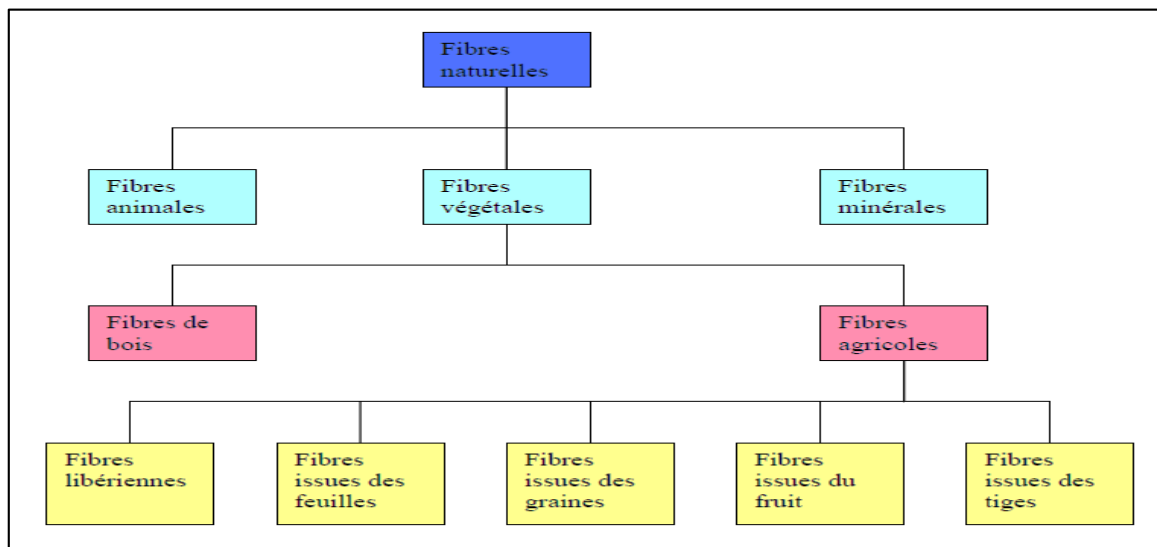 Fibres
naturelles
Fibres
animales
Fibres
végétales
Fibres
minérales
Fibres de
bois
Fibres
agricoles
Fibres
libériennes
Fibres
issues des
feuilles
Fibres
issues des
graines
Fibres
issues du
fruit
Fibres
issues des
tiges